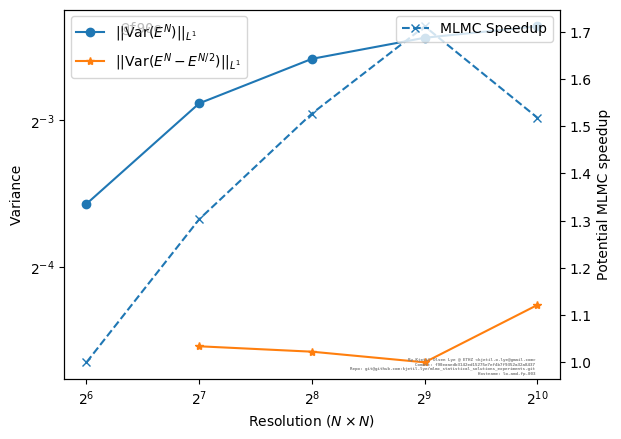 ||Var(E^N)||_{L^1}
||Var(E^N − E^{N/2})||_{L^1}
MLMC Speedup
2^{−3}
2^{−4}
Variance
1.7
1.6
1.5
1.4
1.3
1.2
1.1
1.0
Potential MLMC speedup
2^6
2^7
2^8
2^9
2^{10}
Resolution (N × N)